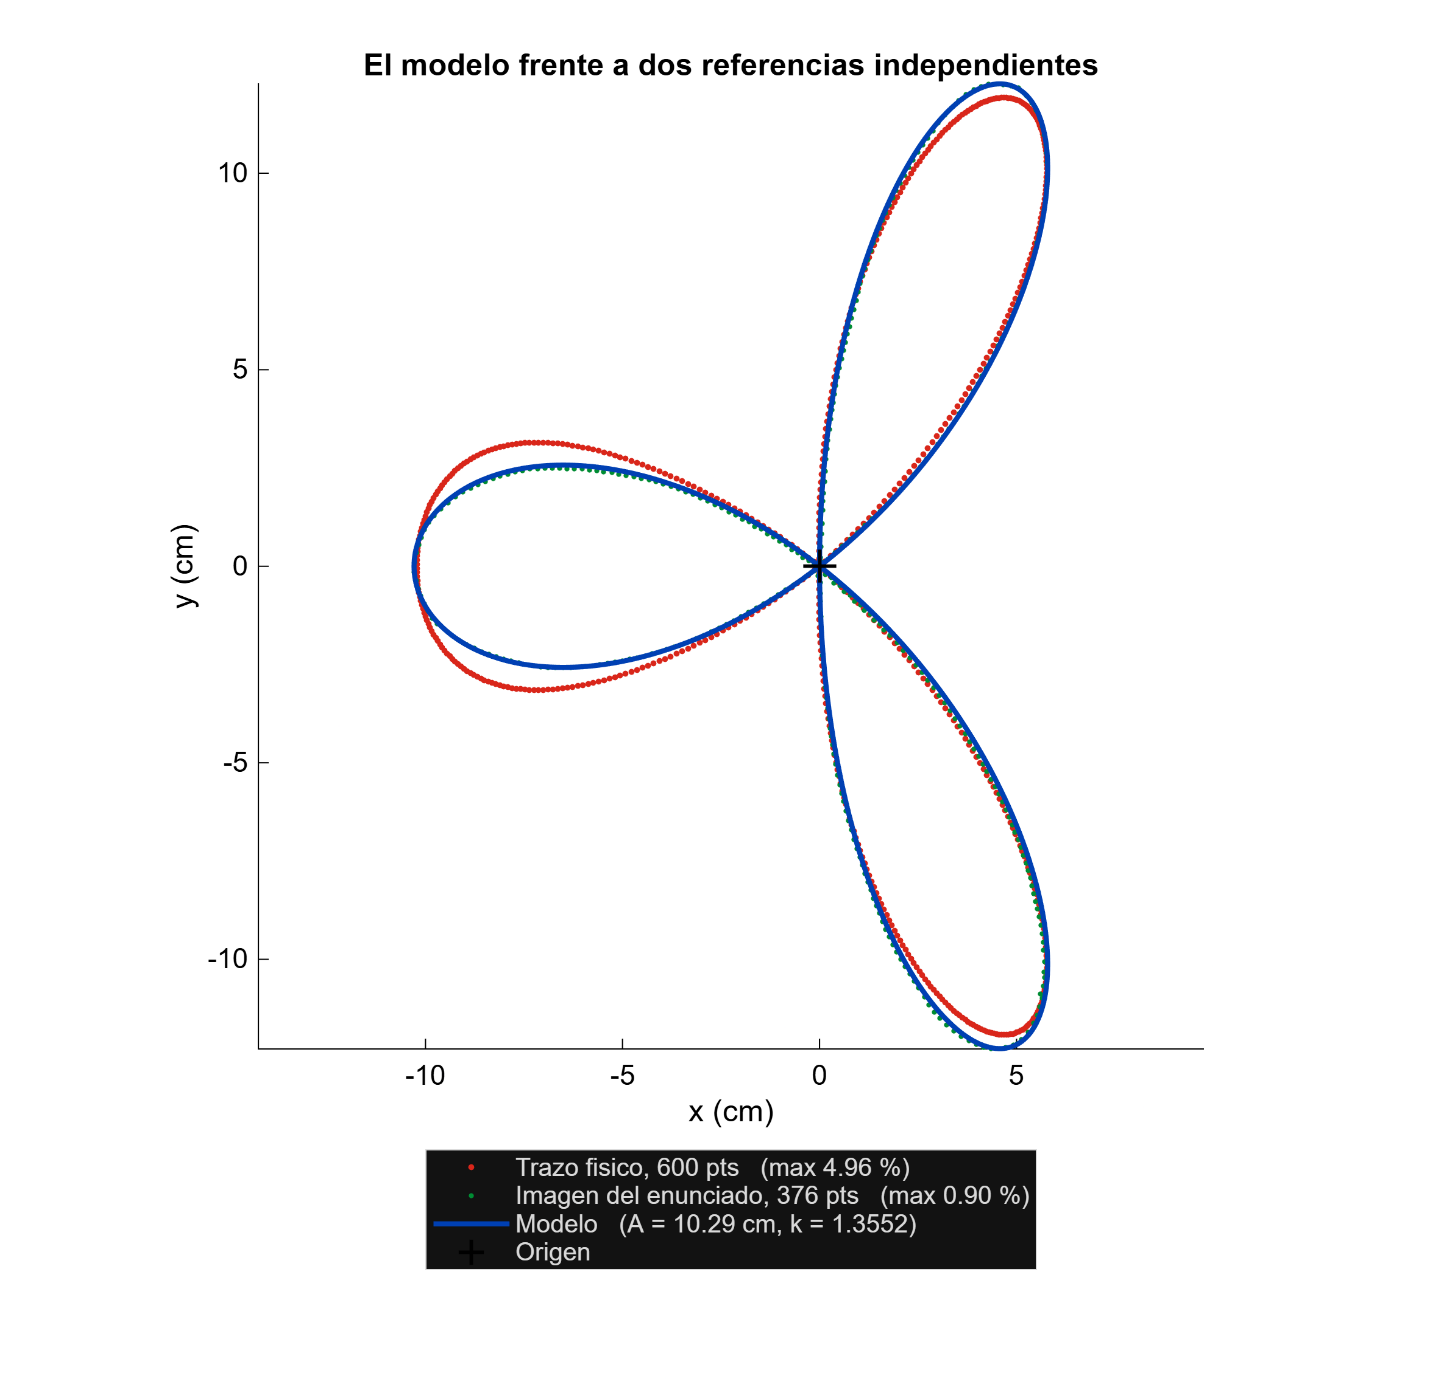 El modelo frente a dos referencias independientes
10
5
0
-5
-10
y (cm)
-10 -5 0 5
x (cm)
Trazo fisico, 600 pts (max 4.96 %)
Imagen del enunciado, 376 pts (max 0.90 %)
Modelo (A = 10.29 cm, k = 1.3552)
Origen